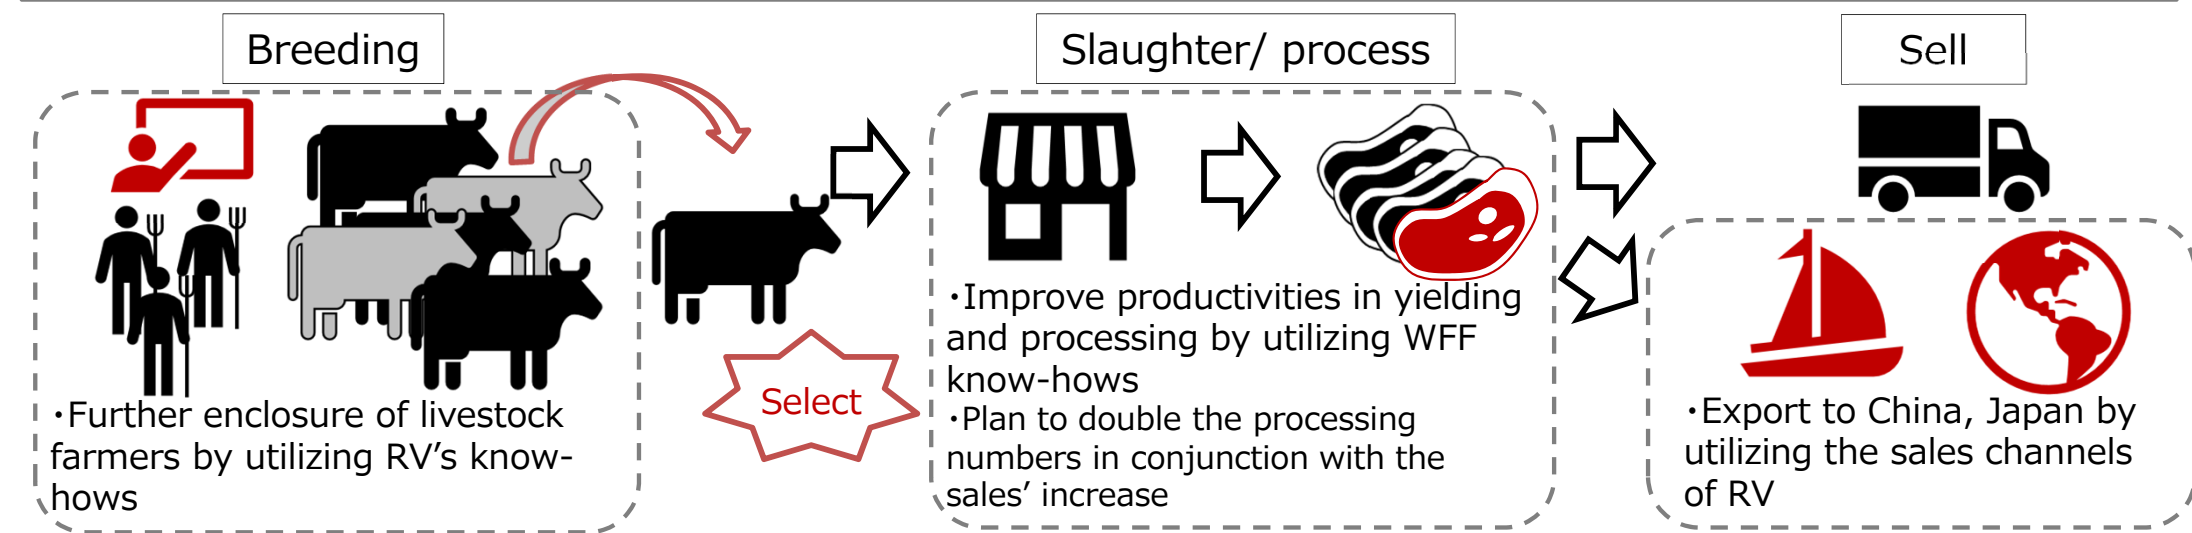 Breeding
Slaughter/ process
Sell
・Further enclosure of livestock
farmers by utilizing RV’s know-
hows
Select
・Improve productivities in yielding
and processing by utilizing WFF
know-hows
・Plan to double the processing
numbers in conjunction with the
sales’ increase
・Export to China, Japan by
utilizing the sales channels
of RV